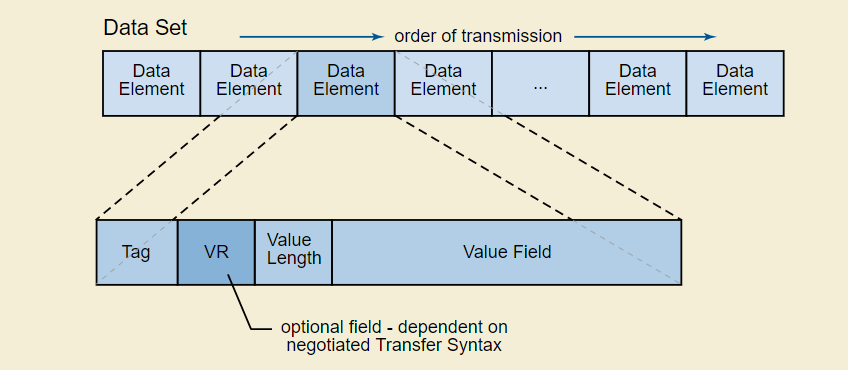 Data Set
order of transmission
Data Element
Data Element
Data Element
Data Element
...
Data Element
Data Element
Tag
VR
Value Length
Value Field
optional field - dependent on
negotiated Transfer Syntax